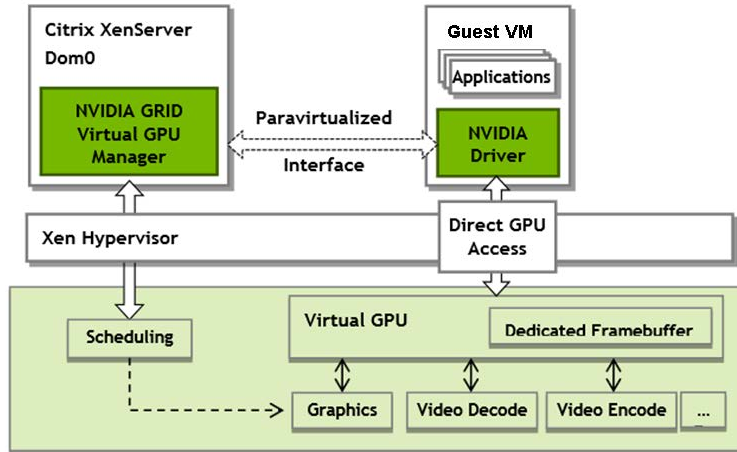 Citrix XenServer
Dom0
NVIDIA GRID
Virtual GPU
Manager
Paravirtualized
Interface
Guest VM
Applications
NVIDIA
Driver
Xen Hypervisor
Direct GPU
Access
Scheduling
Virtual GPU
Dedicated Framebuffer
Graphics
Video Decode
Video Encode
...